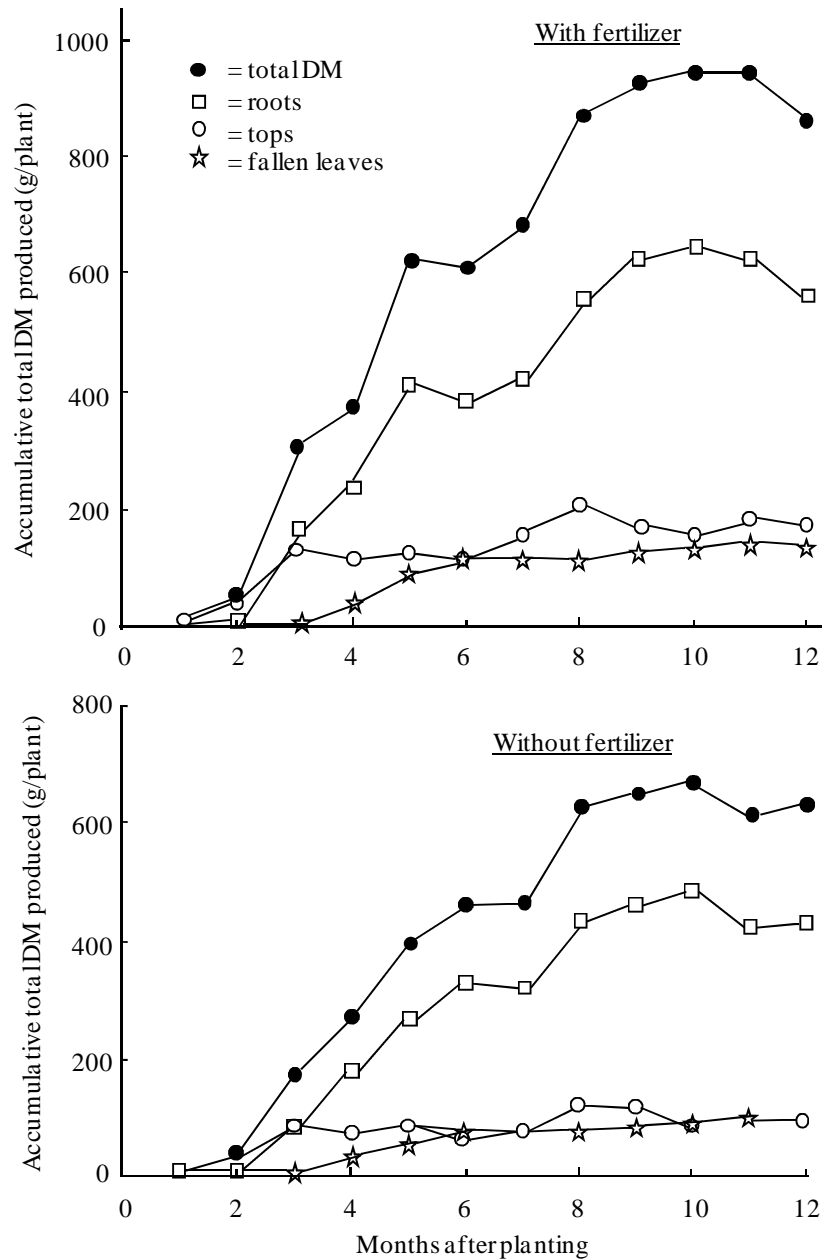 With fertilizer
= total DM
= roots
= tops
= fallen leaves
Accumulative total DM produced (g/plant)
1000
800
600
400
200
0
0 2 4 6 8 10 12
Without fertilizer
Accumulative total DM produced (g/plant)
800
600
400
200
0
0 2 4 6 8 10 12
Months after planting